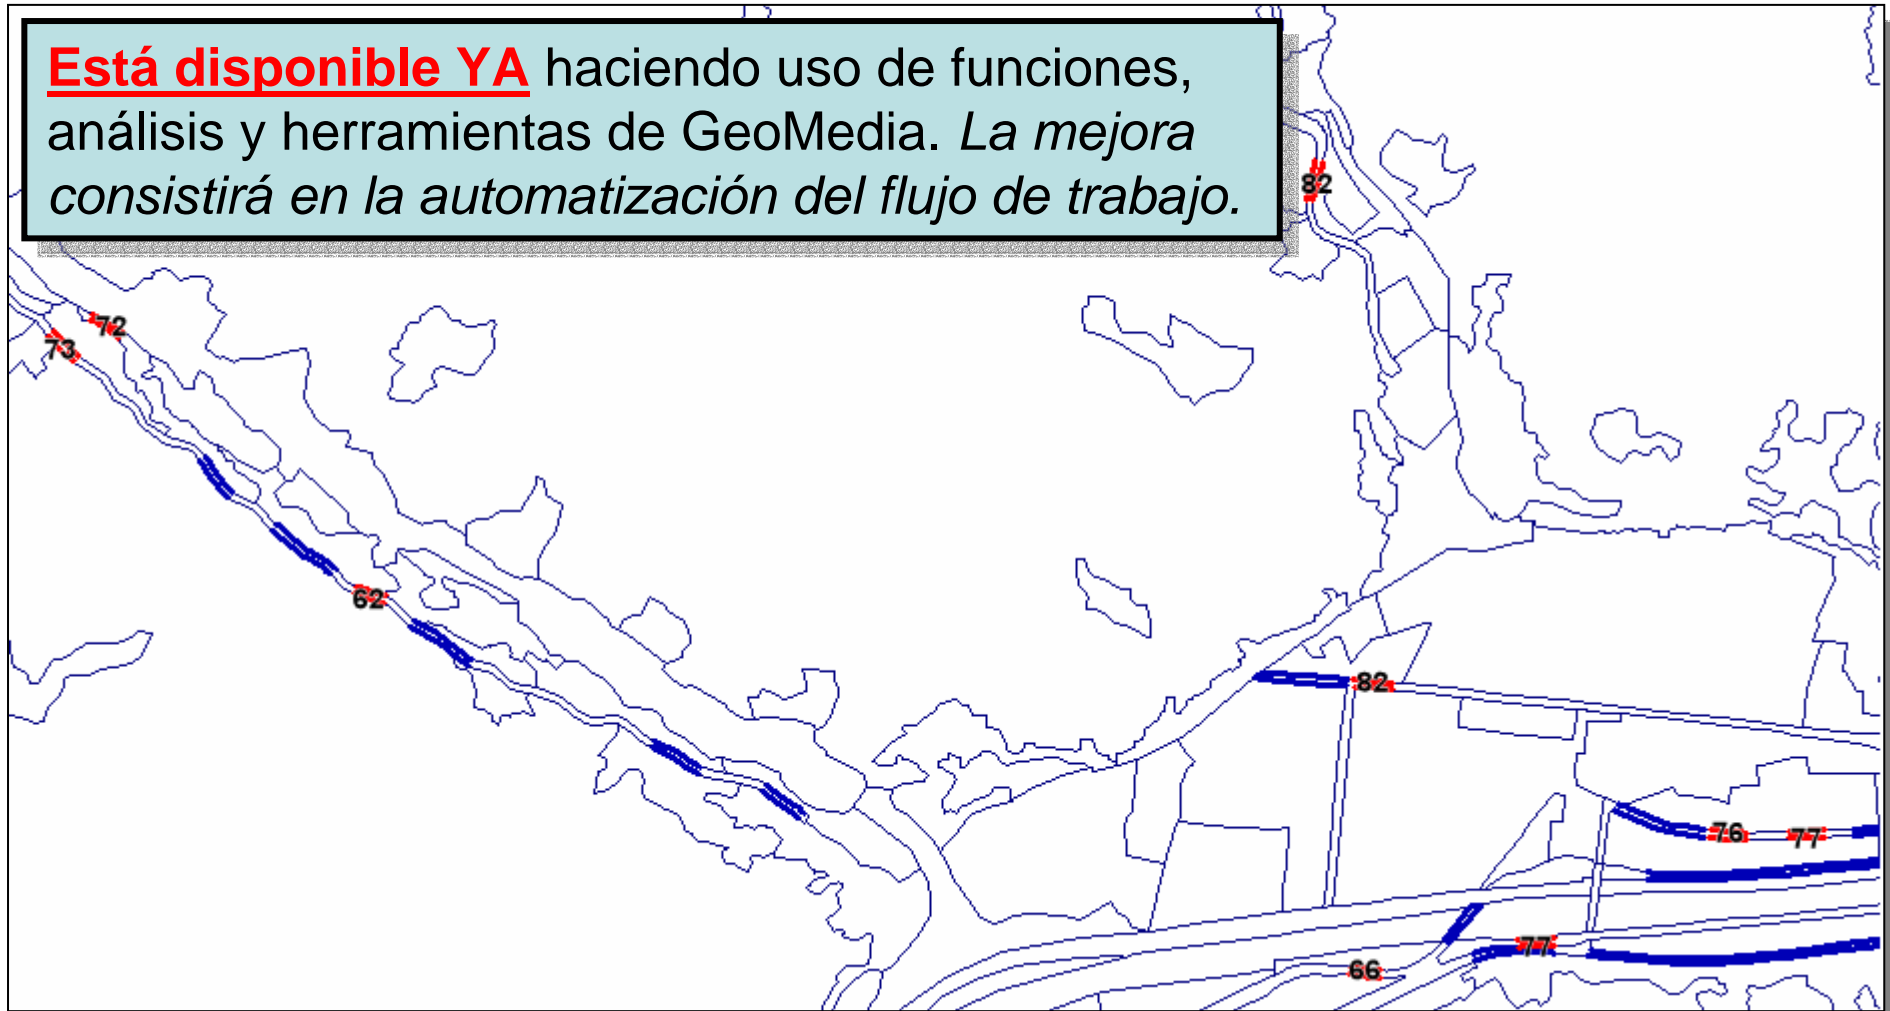 Está disponible YA haciendo uso de funciones,
análisis y herramientas de GeoMedia. La mejora
consistirá en la automatización del flujo de trabajo.
82
72
73
62
82
76 77
77
66